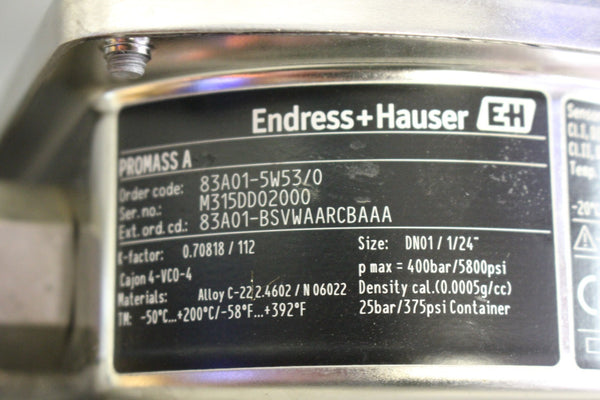 Endress+Hauser EH
PROMASS A
Order code: 83A01-5W53/0
Ser. no.: M315DD02000
Ext. ord. cd.: 83A01-BSVWAARCBAAA
K-factor: 0.70818 / 112
Cajon 4-VCO-4
Materials: Alloy C-22 2.4602 / N 06022
TM: -50°C...+200°C/-58°F...+392°F
Size: DN01 / 1/24"
p max = 400bar/5800psi
Density cal.(0.0005g/cc)
25bar/375psi Container
Sensor
-20°